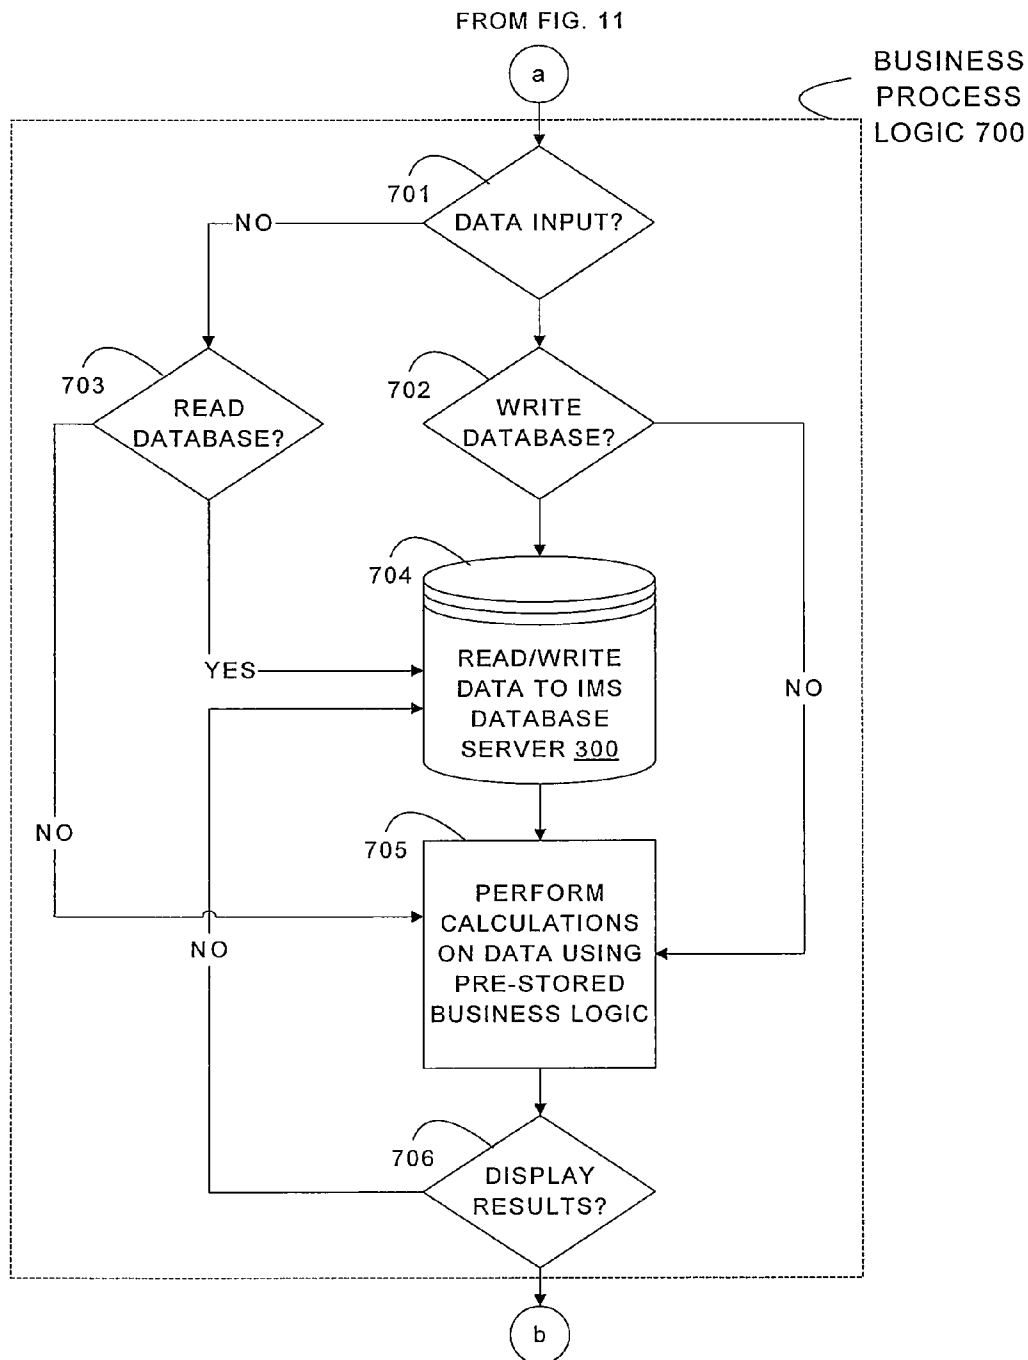 FROM FIG. 11
a
BUSINESS
PROCESS
LOGIC 700
701
DATA INPUT?
NO
703
READ
DATABASE?
702
WRITE
DATABASE?
704
READ/WRITE
DATA TO IMS
DATABASE
SERVER 300
YES
NO
NO
705
PERFORM
CALCULATIONS
ON DATA USING
PRE-STORED
BUSINESS LOGIC
NO
706
DISPLAY
RESULTS?
b